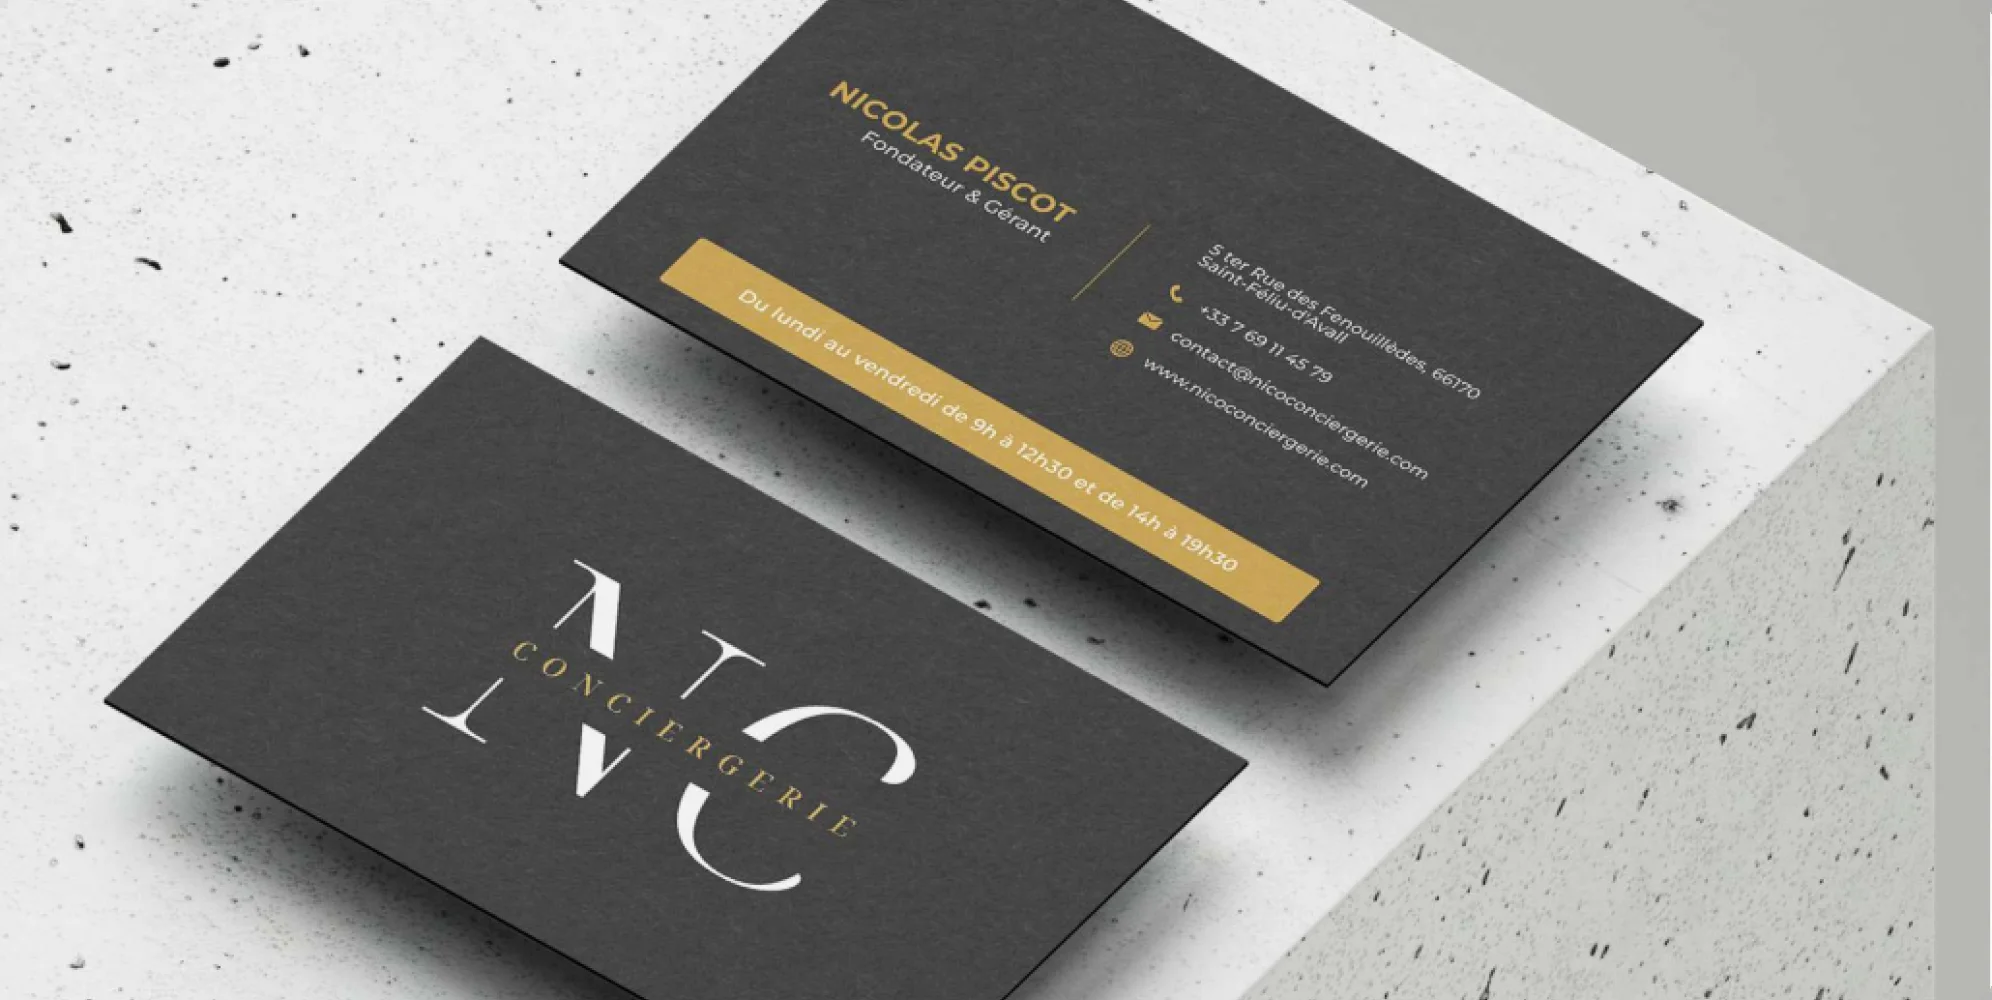 NICOLAS PISCOT
Fondateur & Gérant
5 ter Rue des Fenouillèdes, 66170
Saint-Féliu-d'Avall
+33 7 69 11 45 79
contact@nicoconciergerie.com
www.nicoconciergerie.com
Du lundi au vendredi de 9h à 12h30 et de 14h à 19h30
NIC
CONCIERGERIE